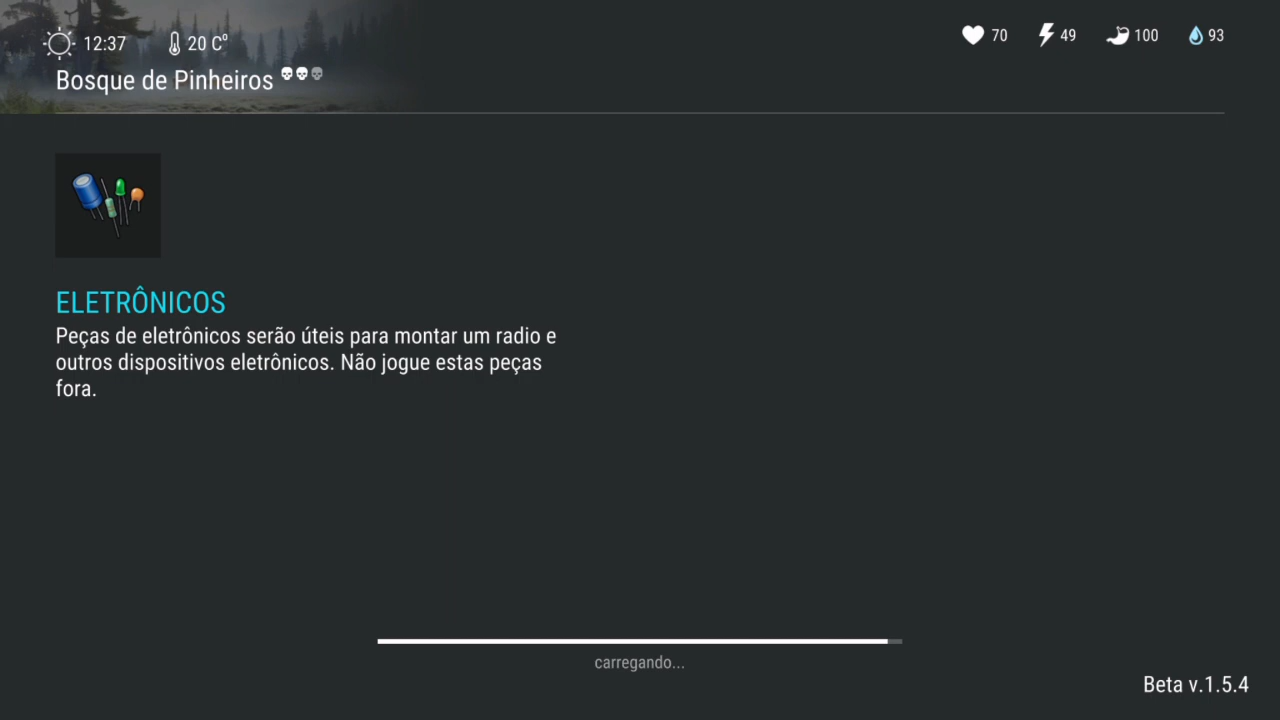 12:37 20 Cº
70 49 100 93
Bosque de Pinheiros
ELETRÔNICOS
Peças de eletrônicos serão úteis para montar um radio e
outros dispositivos eletrônicos. Não jogue estas peças
fora.
carregando...
Beta v.1.5.4